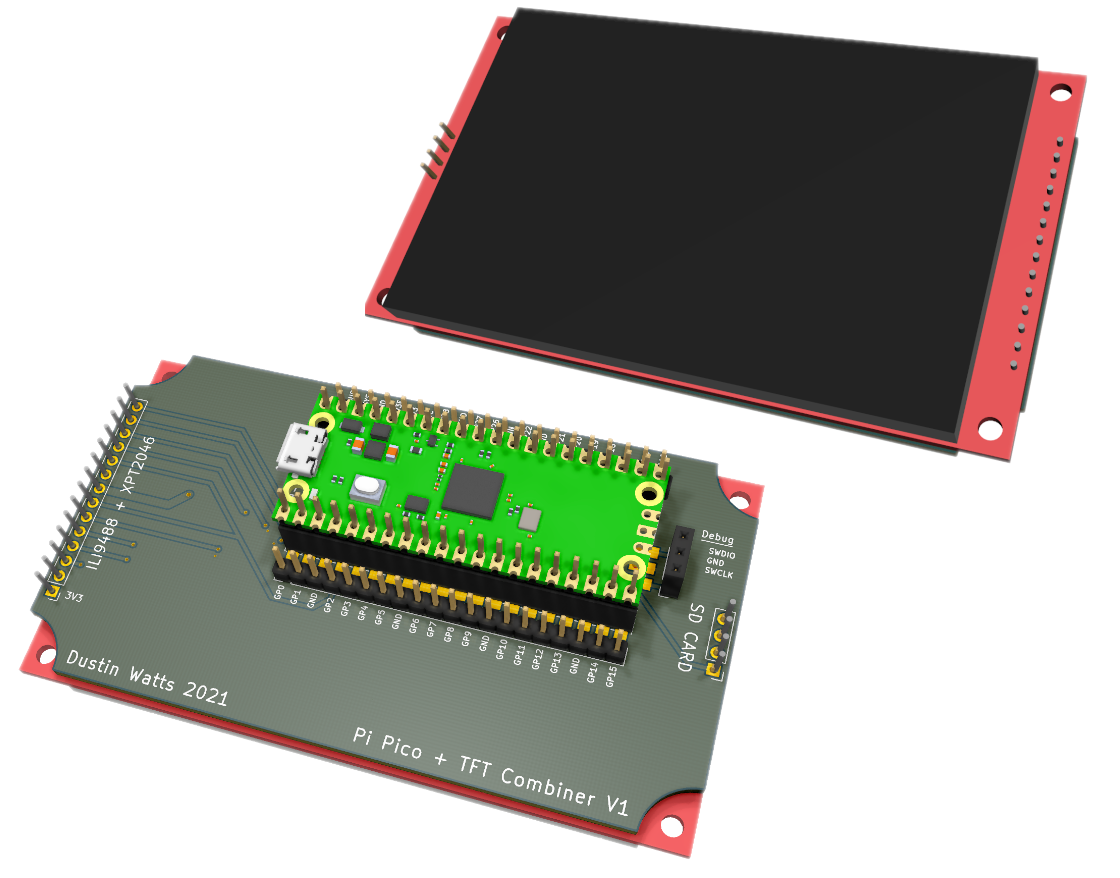 ILI9488 + XPT2046
3V3
GP0
GP1
GND
GP2
GP3
GP4
GP5
GND
GP6
GP7
GP8
GP9
GND
GP10
GP11
GP12
GP13
GND
GP14
GP15
Debug
SWDIO
GND
SWCLK
SD CARD
Dustin Watts 2021
Pi Pico + TFT Combiner V1